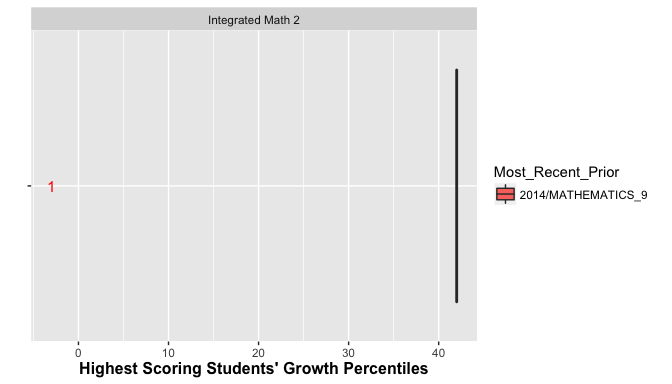 Integrated Math 2
1
Most_Recent_Prior
2014/MATHEMATICS_9
0 10 20 30 40
Highest Scoring Students' Growth Percentiles